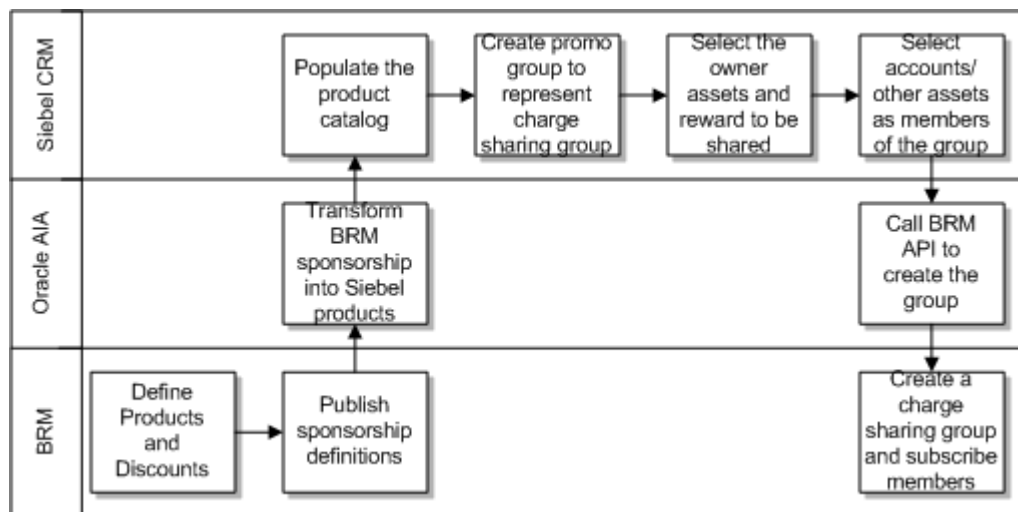 Siebel CRM
Populate the
product
catalog
Create promo
group to
represent
charge
sharing group
Select the
owner
assets and
reward to be
shared
Select
accounts/
other assets
as members
of the group
Oracle AIA
Transform
BRM
sponsorship
into Siebel
products
Call BRM
API to
create the
group
BRM
Define
Products
and
Discounts
Publish
sponsorship
definitions
Create a
charge
sharing group
and subscribe
members